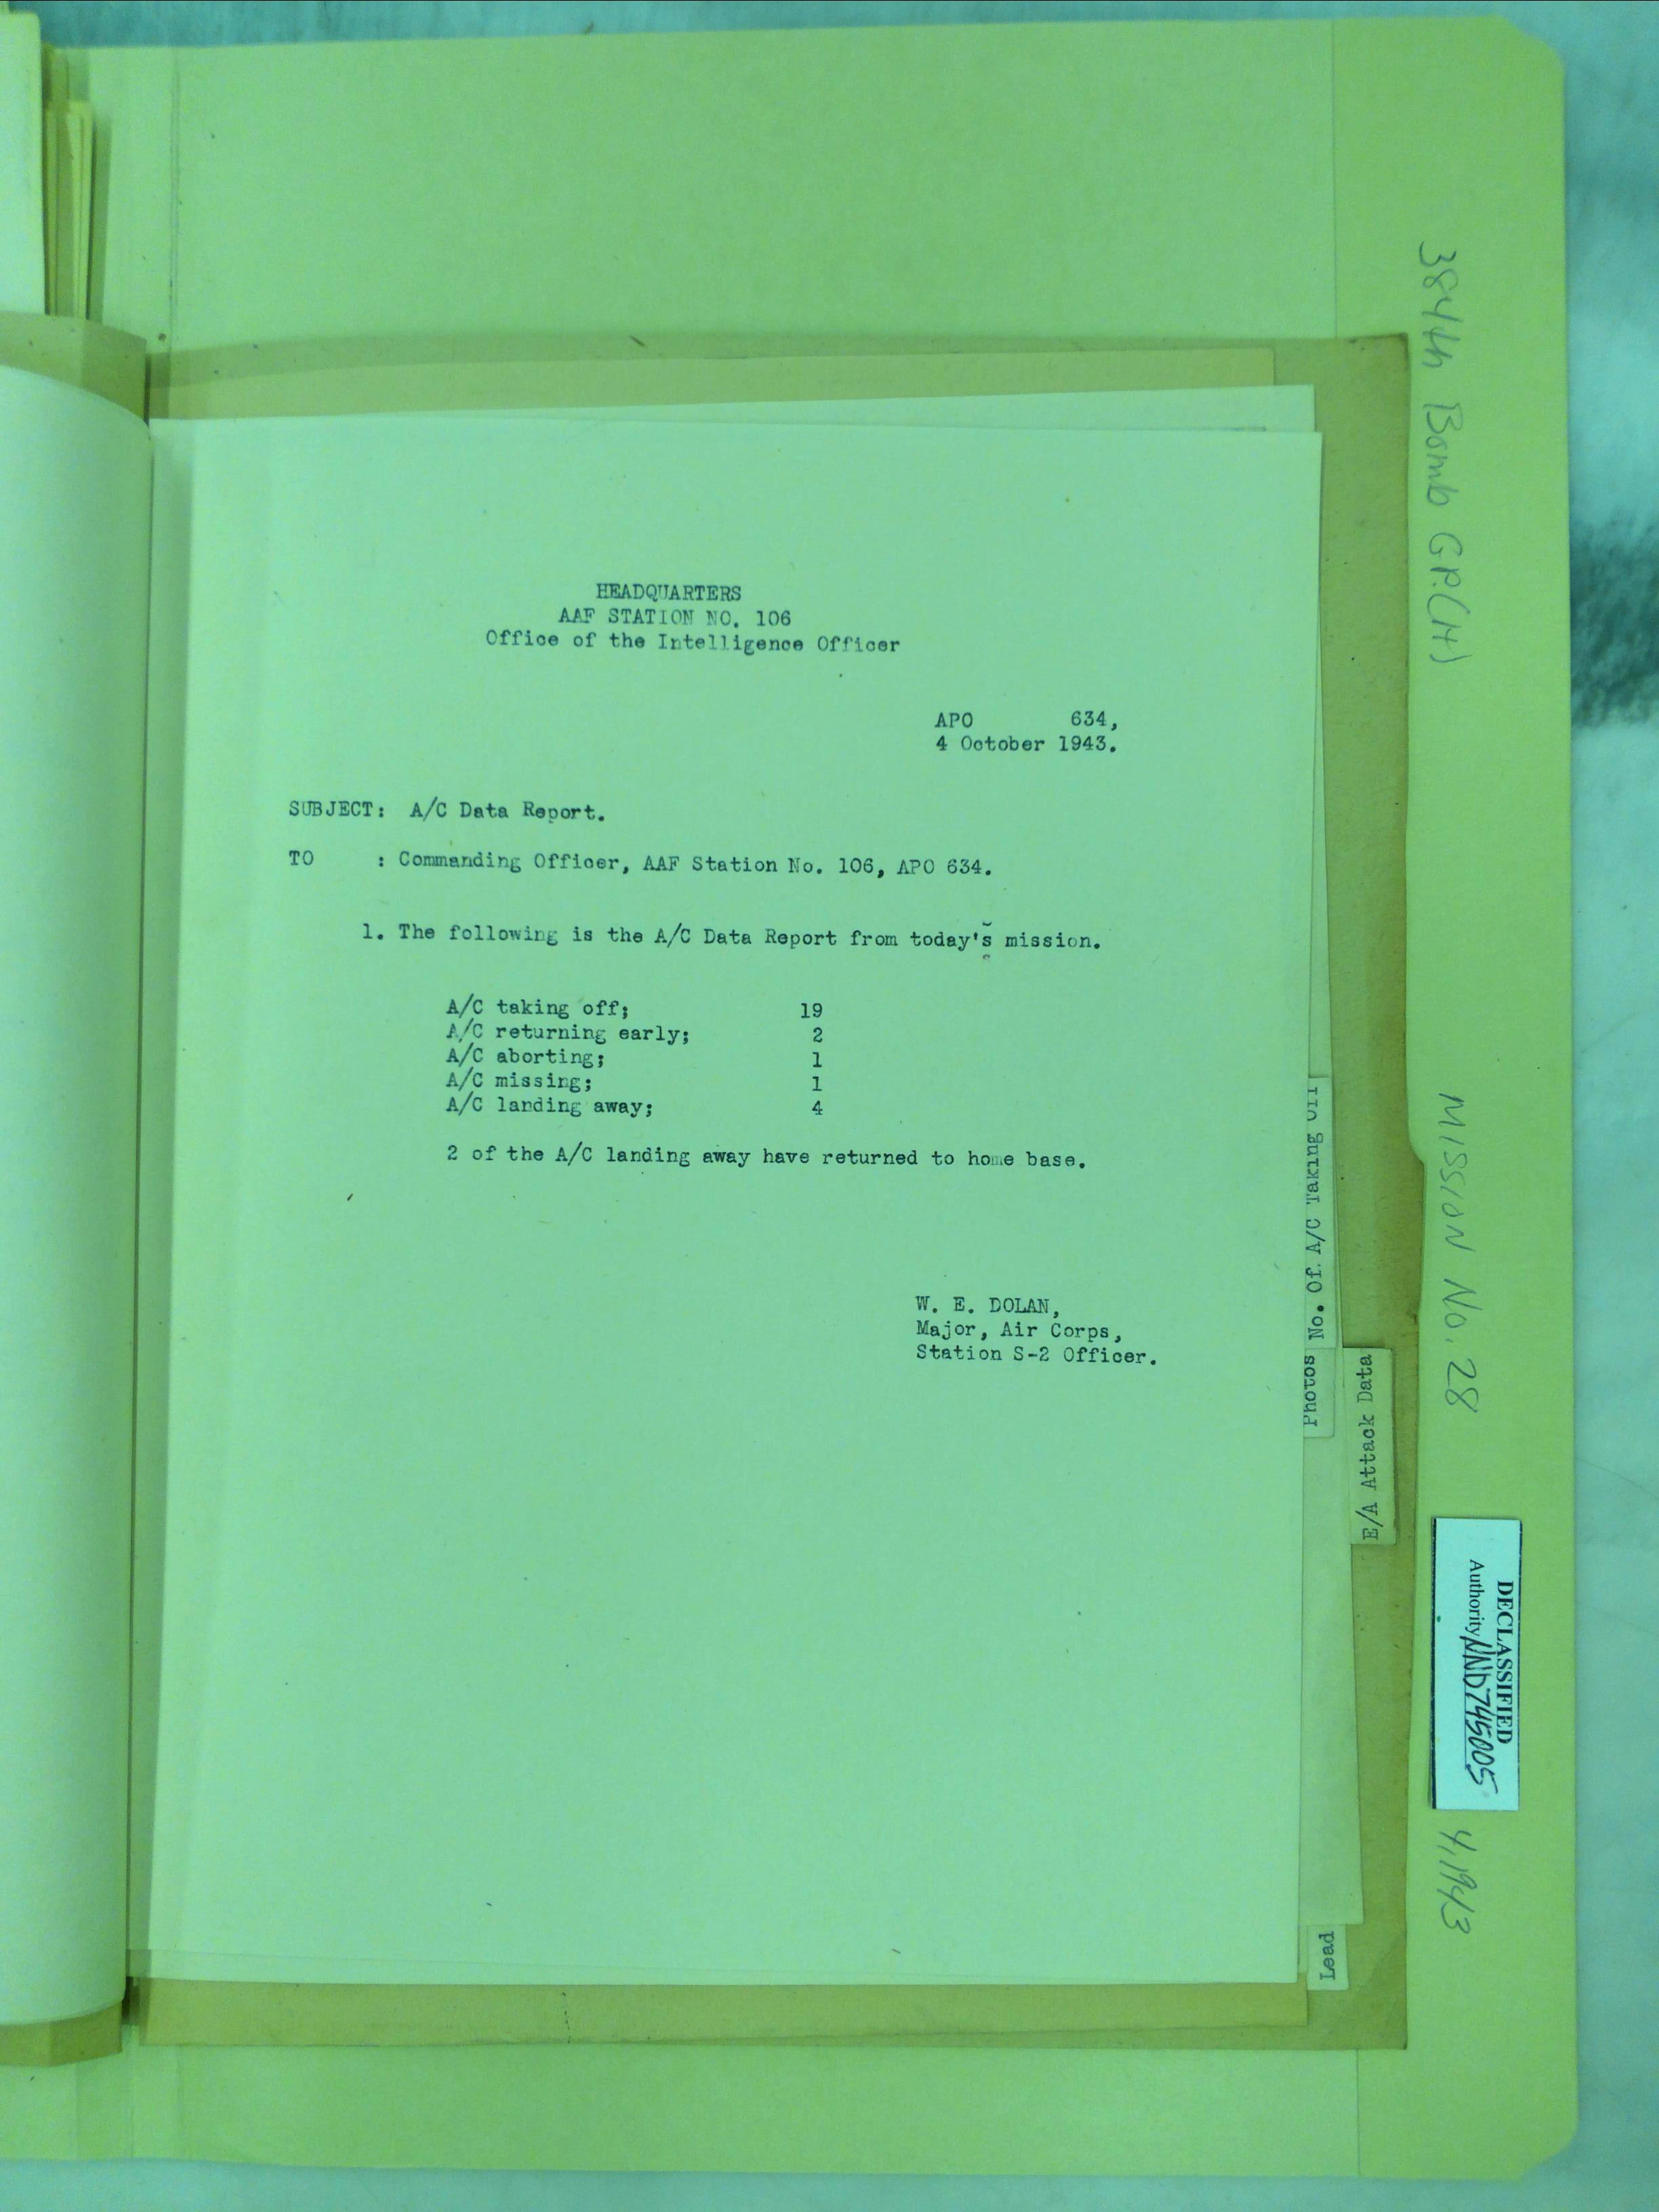 HEADQUARTERS
AAF STATION NO. 106
Office of the Intelligence Officer
APO 634,
4 October 1943.
SUBJECT: A/C Data Report.
TO : Commanding Officer, AAF Station No. 106, APO 634.
1. The following is the A/C Data Report from today's mission.
A/C taking off; 19
A/C returning early; 2
A/C aborting; 1
A/C missing; 1
A/C landing away; 4
2 of the A/C landing away have returned to home base.
W. E. DOLAN,
Major, Air Corps,
Station S-2 Officer.
No. Of. A/C Taking Off
Photos
E/A Attack Data
Lead
384th Bomb GP.(H)
MISSION No. 28
DECLASSIFIED
Authority NND745005
4, 1943